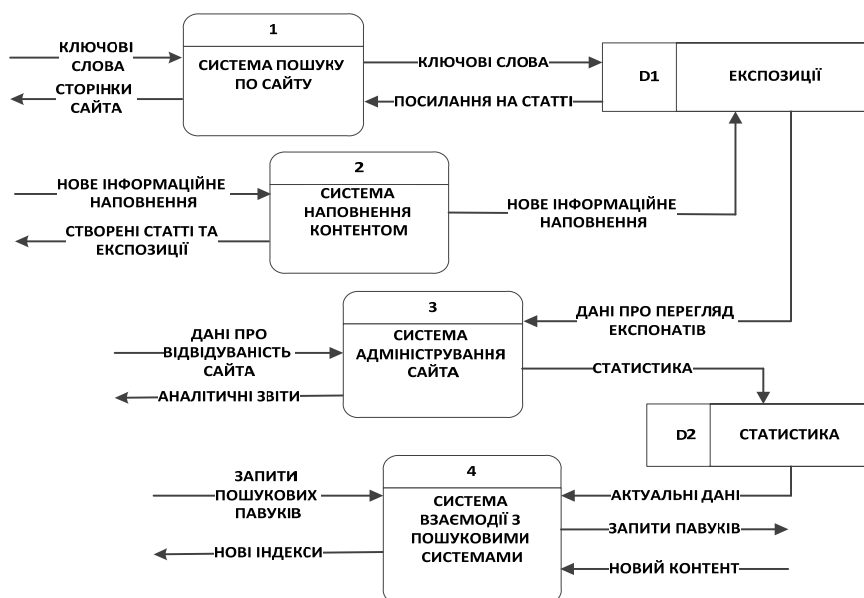 1
КЛЮЧОВІ
СЛОВА
СТОРІНКИ
САЙТА
СИСТЕМА ПОШУКУ
ПО САЙТУ
КЛЮЧОВІ СЛОВА
ПОСИЛАННЯ НА СТАТТІ
D1
ЕКСПОЗИЦІЇ
2
НОВЕ ІНФОРМАЦІЙНЕ
НАПОВНЕННЯ
СТВОРЕНІ СТАТТІ ТА
ЕКСПОЗИЦІЇ
СИСТЕМА
НАПОВНЕННЯ
КОНТЕНТОМ
НОВЕ ІНФОРМАЦІЙНЕ
НАПОВНЕННЯ
3
ДАНІ ПРО
ВІДВІДУВАНІСТЬ
САЙТА
АНАЛІТИЧНІ ЗВІТИ
СИСТЕМА
АДМІНІСТРУВАННЯ
САЙТА
ДАНІ ПРО ПЕРЕГЛЯД
ЕКСПОНАТІВ
СТАТИСТИКА
D2
СТАТИСТИКА
4
ЗАПИТИ
ПОШУКОВИХ
ПАВУКІВ
НОВІ ІНДЕКСИ
СИСТЕМА
ВЗАЄМОДІЇ З
ПОШУКОВИМИ
СИСТЕМАМИ
АКТУАЛЬНІ ДАНІ
ЗАПИТИ ПАВУКІВ
НОВИЙ КОНТЕНТ